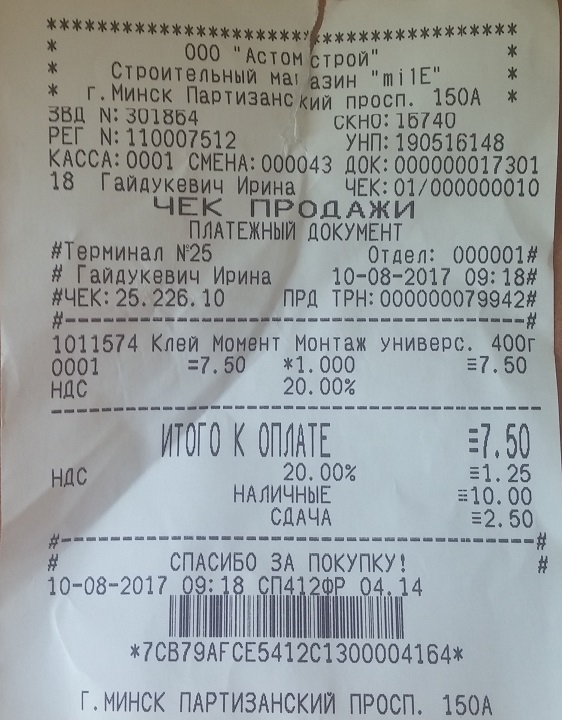 ***************************************
* ООО "Астомстрой" *
* Строительный магазин "milE" *
* г.Минск Партизанский просп. 150А *
ЗВД N:301864 СКНО:16740
РЕГ N:110007512 УНП:190516148
КАССА:0001 СМЕНА:000043 ДОК:000000017301
18 Гайдукевич Ирина ЧЕК:01/000000010
ЧЕК ПРОДАЖИ
ПЛАТЕЖНЫЙ ДОКУМЕНТ
#Терминал №25 Отдел: 000001#
# Гайдукевич Ирина 10-08-2017 09:18#
#ЧЕК:25.226.10 ПРД ТРН:000000079942#
#--------------------------------------#
1011574 Клей Момент Монтаж универс. 400г
0001 =7.50 *1.000 ≡7.50
НДС 20.00%
----------------------------------------
ИТОГО К ОПЛАТЕ ≡7.50
НДС 20.00% ≡1.25
НАЛИЧНЫЕ ≡10.00
СДАЧА ≡2.50
#--------------------------------------#
# СПАСИБО ЗА ПОКУПКУ! #
10-08-2017 09:18 СП412ФР 04.14
*7CB79AFCE5412C1300004164*
Г.МИНСК ПАРТИЗАНСКИЙ ПРОСП. 150А